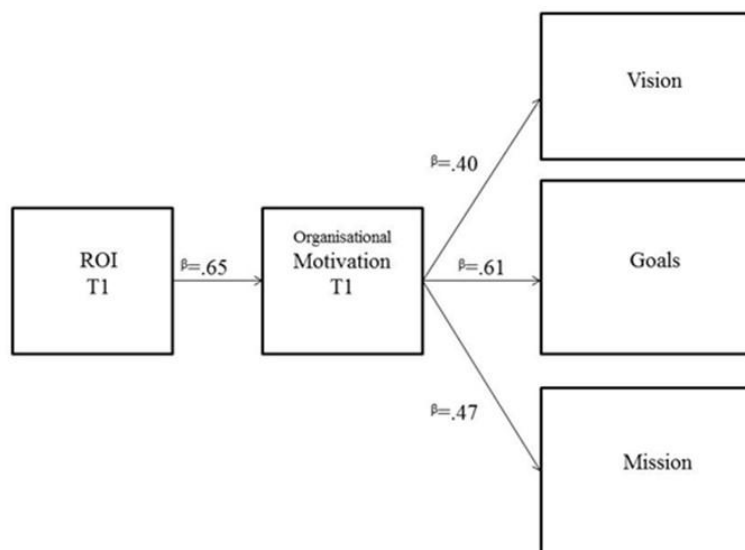 Vision
β=.40
ROI
T1
β=.65
Organisational
Motivation
T1
β=.61
Goals
β=.47
Mission